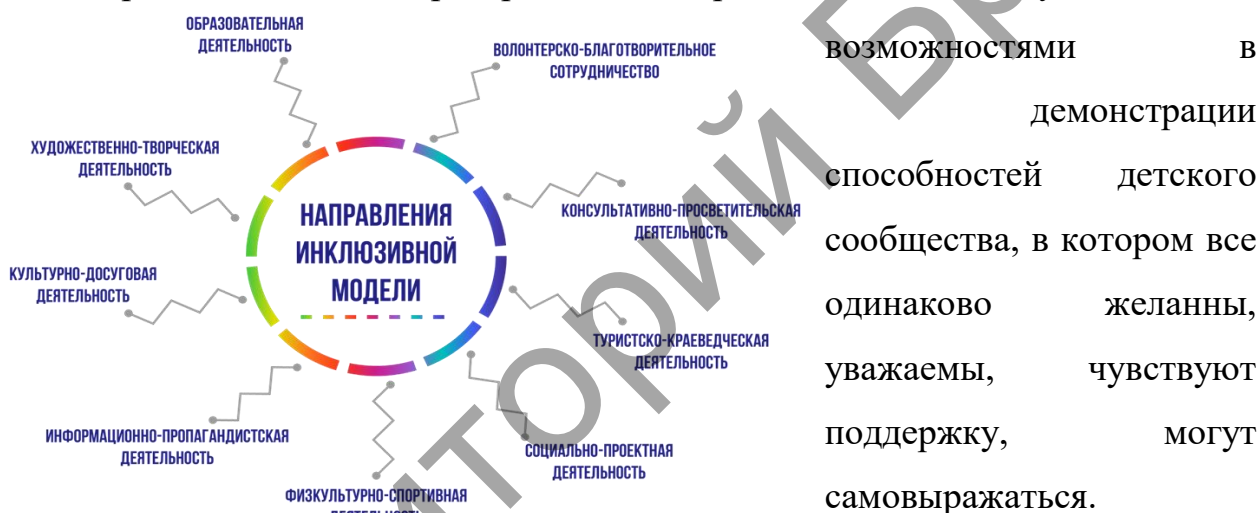 ОБРАЗОВАТЕЛЬНАЯ
ДЕЯТЕЛЬНОСТЬ
ВОЛОНТЕРСКО-БЛАГОТВОРИТЕЛЬНОЕ
СОТРУДНИЧЕСТВО
ХУДОЖЕСТВЕННО-ТВОРЧЕСКАЯ
ДЕЯТЕЛЬНОСТЬ
КОНСУЛЬТАТИВНО-ПРОСВЕТИТЕЛЬСКАЯ
ДЕЯТЕЛЬНОСТЬ
НАПРАВЛЕНИЯ
ИНКЛЮЗИВНОЙ
МОДЕЛИ
КУЛЬТУРНО-ДОСУГОВАЯ
ДЕЯТЕЛЬНОСТЬ
ТУРИСТСКО-КРАЕВЕДЧЕСКАЯ
ДЕЯТЕЛЬНОСТЬ
ИНФОРМАЦИОННО-ПРОПАГАНДИСТСКАЯ
ДЕЯТЕЛЬНОСТЬ
СОЦИАЛЬНО-ПРОЕКТНАЯ
ДЕЯТЕЛЬНОСТЬ
ФИЗКУЛЬТУРНО-СПОРТИВНАЯ
возможностями в
демонстрации
способностей детского
сообщества, в котором все
одинаково желанны,
уважаемы, чувствуют
поддержку, могут
самовыражаться.